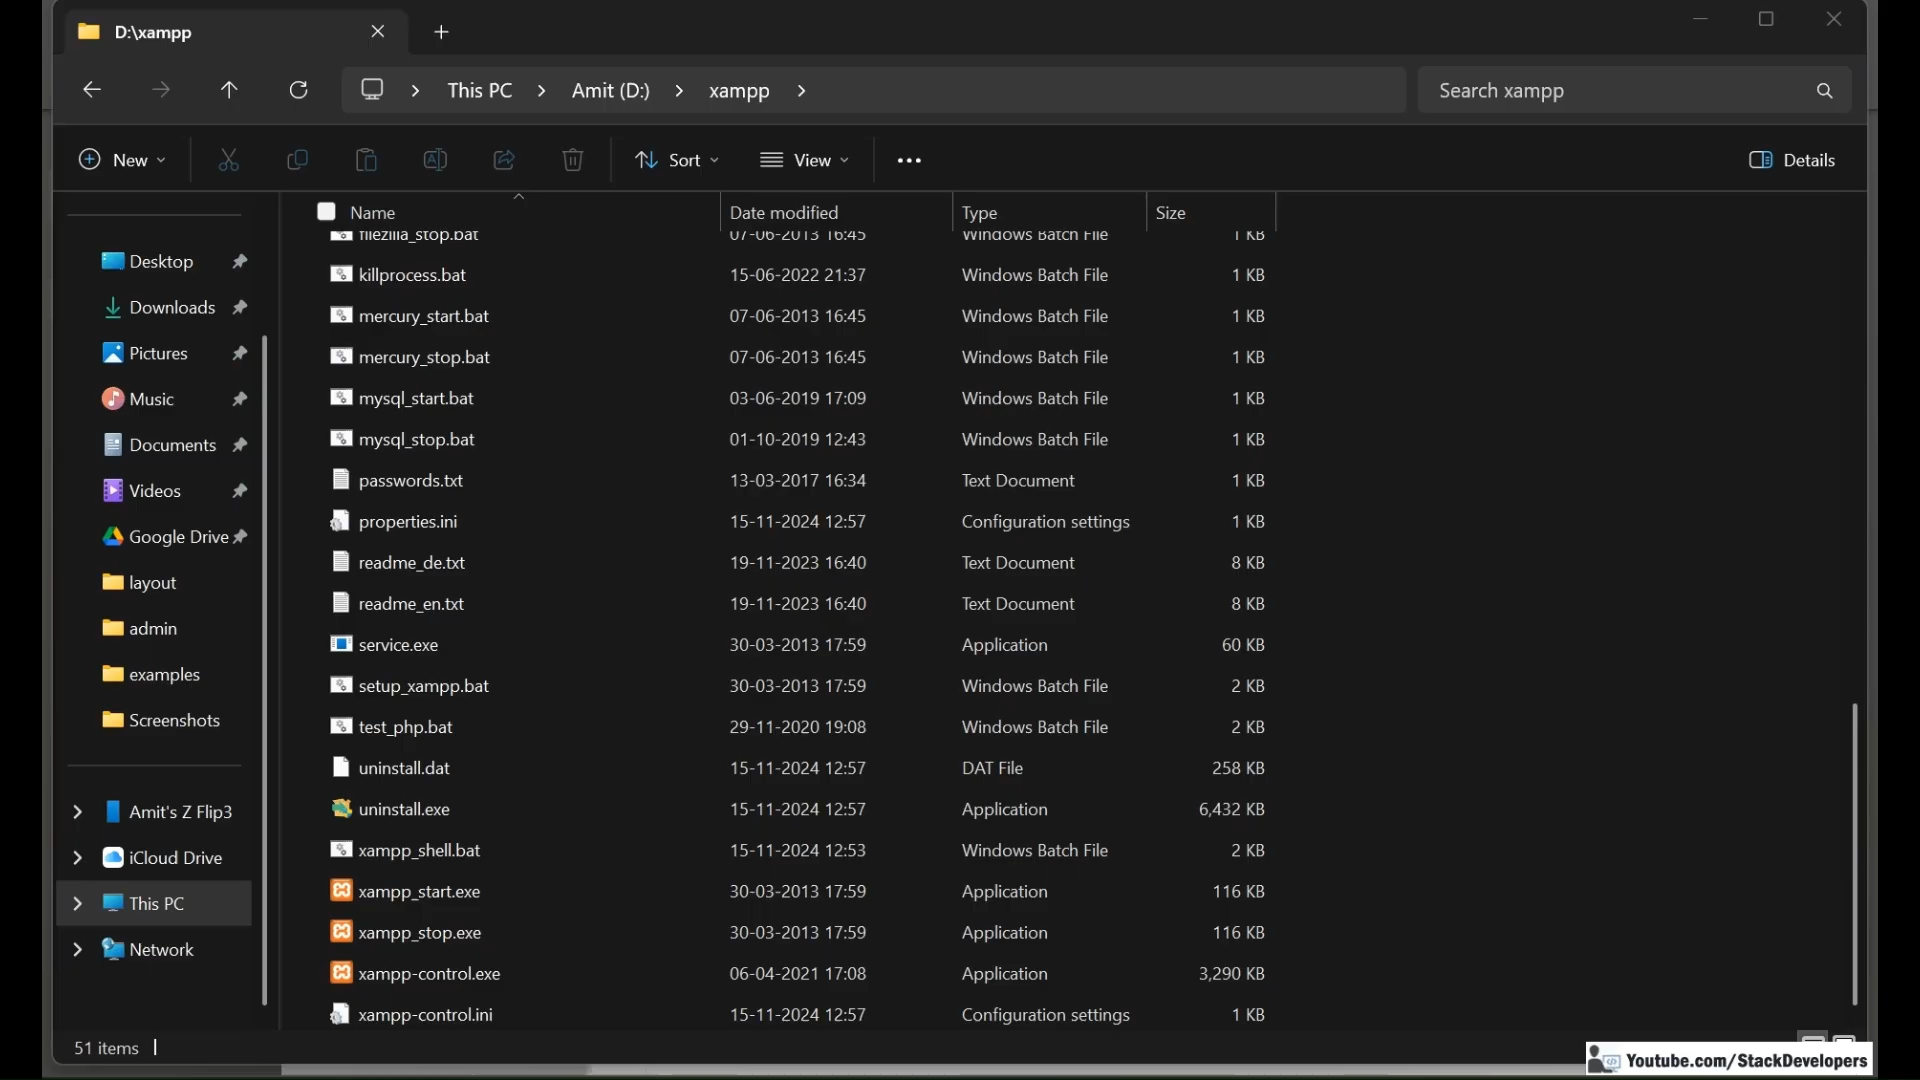 D:\xampp
This PC Amit (D:) xampp Search xampp
New Sort View Details
Name Date modified Type Size
filezilla_stop.bat 07-06-2013 16:45 Windows Batch File 1 KB
Desktop
killprocess.bat 15-06-2022 21:37 Windows Batch File 1 KB
Downloads
mercury_start.bat 07-06-2013 16:45 Windows Batch File 1 KB
Pictures
mercury_stop.bat 07-06-2013 16:45 Windows Batch File 1 KB
Music
mysql_start.bat 03-06-2019 17:09 Windows Batch File 1 KB
Documents
mysql_stop.bat 01-10-2019 12:43 Windows Batch File 1 KB
Videos
passwords.txt 13-03-2017 16:34 Text Document 1 KB
Google Drive
properties.ini 15-11-2024 12:57 Configuration settings 1 KB
layout
readme_de.txt 19-11-2023 16:40 Text Document 8 KB
admin
readme_en.txt 19-11-2023 16:40 Text Document 8 KB
examples
service.exe 30-03-2013 17:59 Application 60 KB
Screenshots
setup_xampp.bat 30-03-2013 17:59 Windows Batch File 2 KB
test_php.bat 29-11-2020 19:08 Windows Batch File 2 KB
uninstall.dat 15-11-2024 12:57 DAT File 258 KB
Amit's Z Flip3
uninstall.exe 15-11-2024 12:57 Application 6,432 KB
iCloud Drive
xampp_shell.bat 15-11-2024 12:53 Windows Batch File 2 KB
This PC
xampp_start.exe 30-03-2013 17:59 Application 116 KB
Network
xampp_stop.exe 30-03-2013 17:59 Application 116 KB
xampp-control.exe 06-04-2021 17:08 Application 3,290 KB
xampp-control.ini 15-11-2024 12:57 Configuration settings 1 KB
51 items
Youtube.com/StackDevelopers